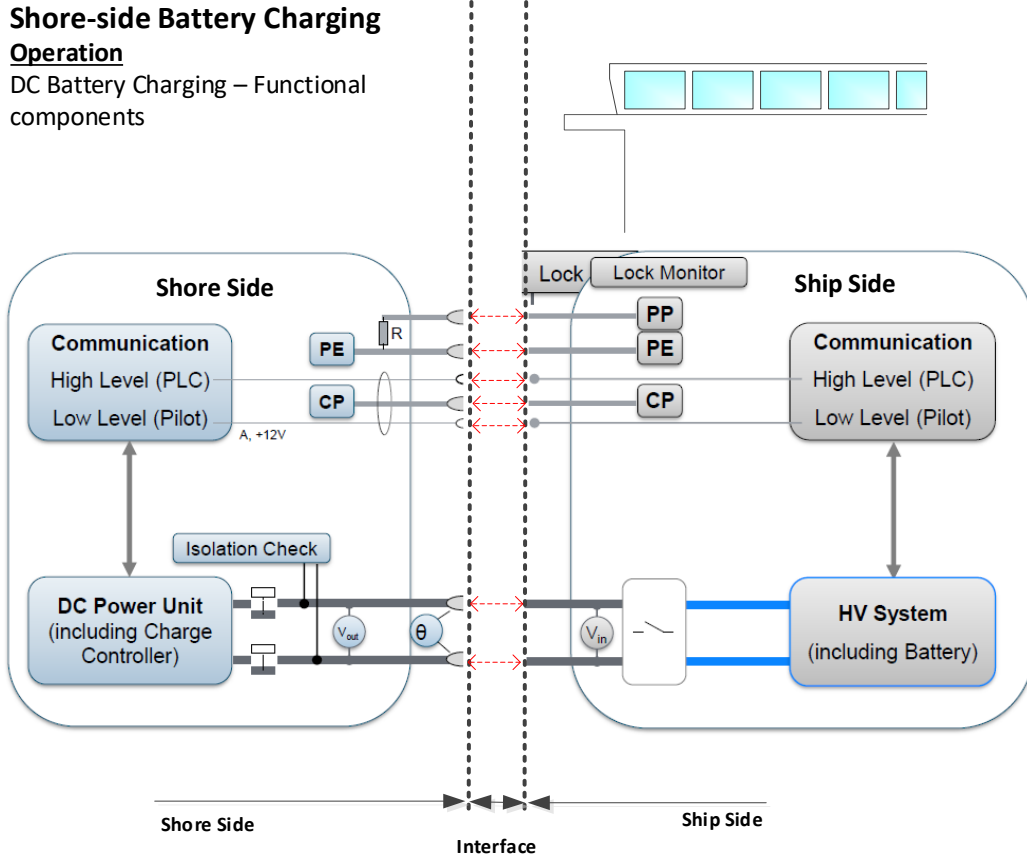 Shore-side Battery Charging
Operation
DC Battery Charging – Functional
components
Shore Side
Communication
High Level (PLC)
Low Level (Pilot)
A, +12V
PE
CP
R
Lock
Lock Monitor
Ship Side
PP
PE
CP
Communication
High Level (PLC)
Low Level (Pilot)
Isolation Check
DC Power Unit
(including Charge
Controller)
Vout
θ
Vin
HV System
(including Battery)
Shore Side
Interface
Ship Side